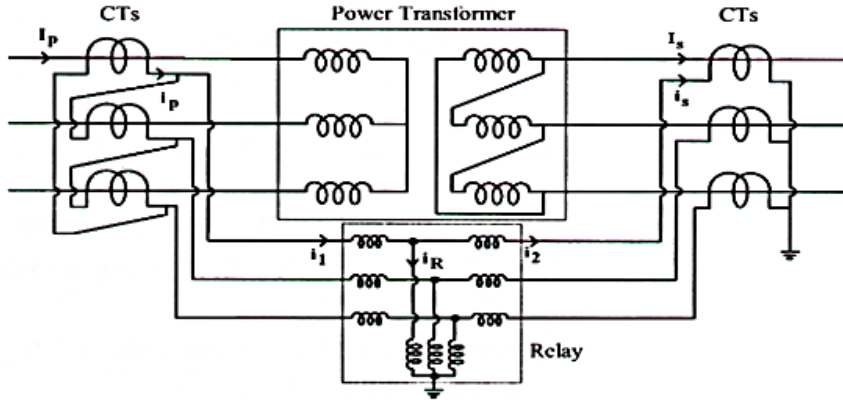 CTs
Power Transformer
CTs
Ip
Is
ip
is
i1
iR
i2
Relay